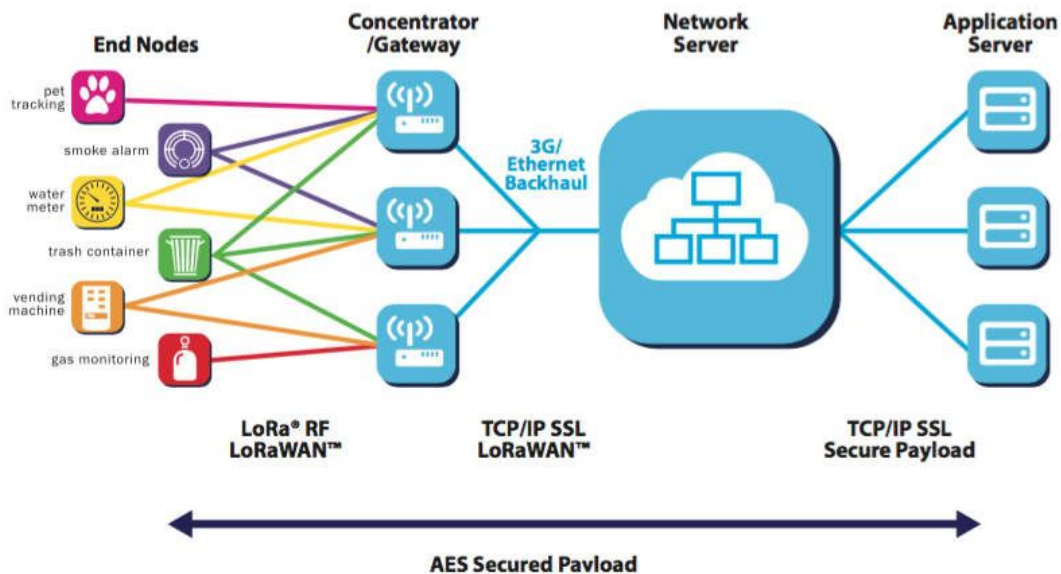 End Nodes
Concentrator
/Gateway
Network
Server
Application
Server
pet
tracking
smoke alarm
water
meter
trash container
vending
machine
gas monitoring
3G/
Ethernet
Backhaul
LoRa® RF
LoRaWAN™
TCP/IP SSL
LoRaWAN™
TCP/IP SSL
Secure Payload
AES Secured Payload